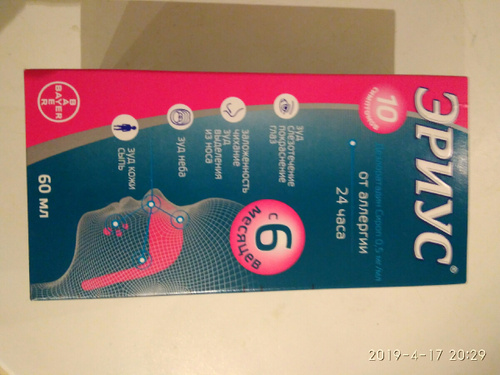 ЭРИУС®
10
симптомов
Дезлоратадин Сироп 0,5 мг/мл
от аллергии
24 часа
с 6
месяцев
зуд
слезотечение
покраснение
глаз
заложенность
чихание
зуд
выделения
из носа
зуд неба
зуд кожи
сыпь
60 мл
BAYER
BAYER
2019-4-17 20:29